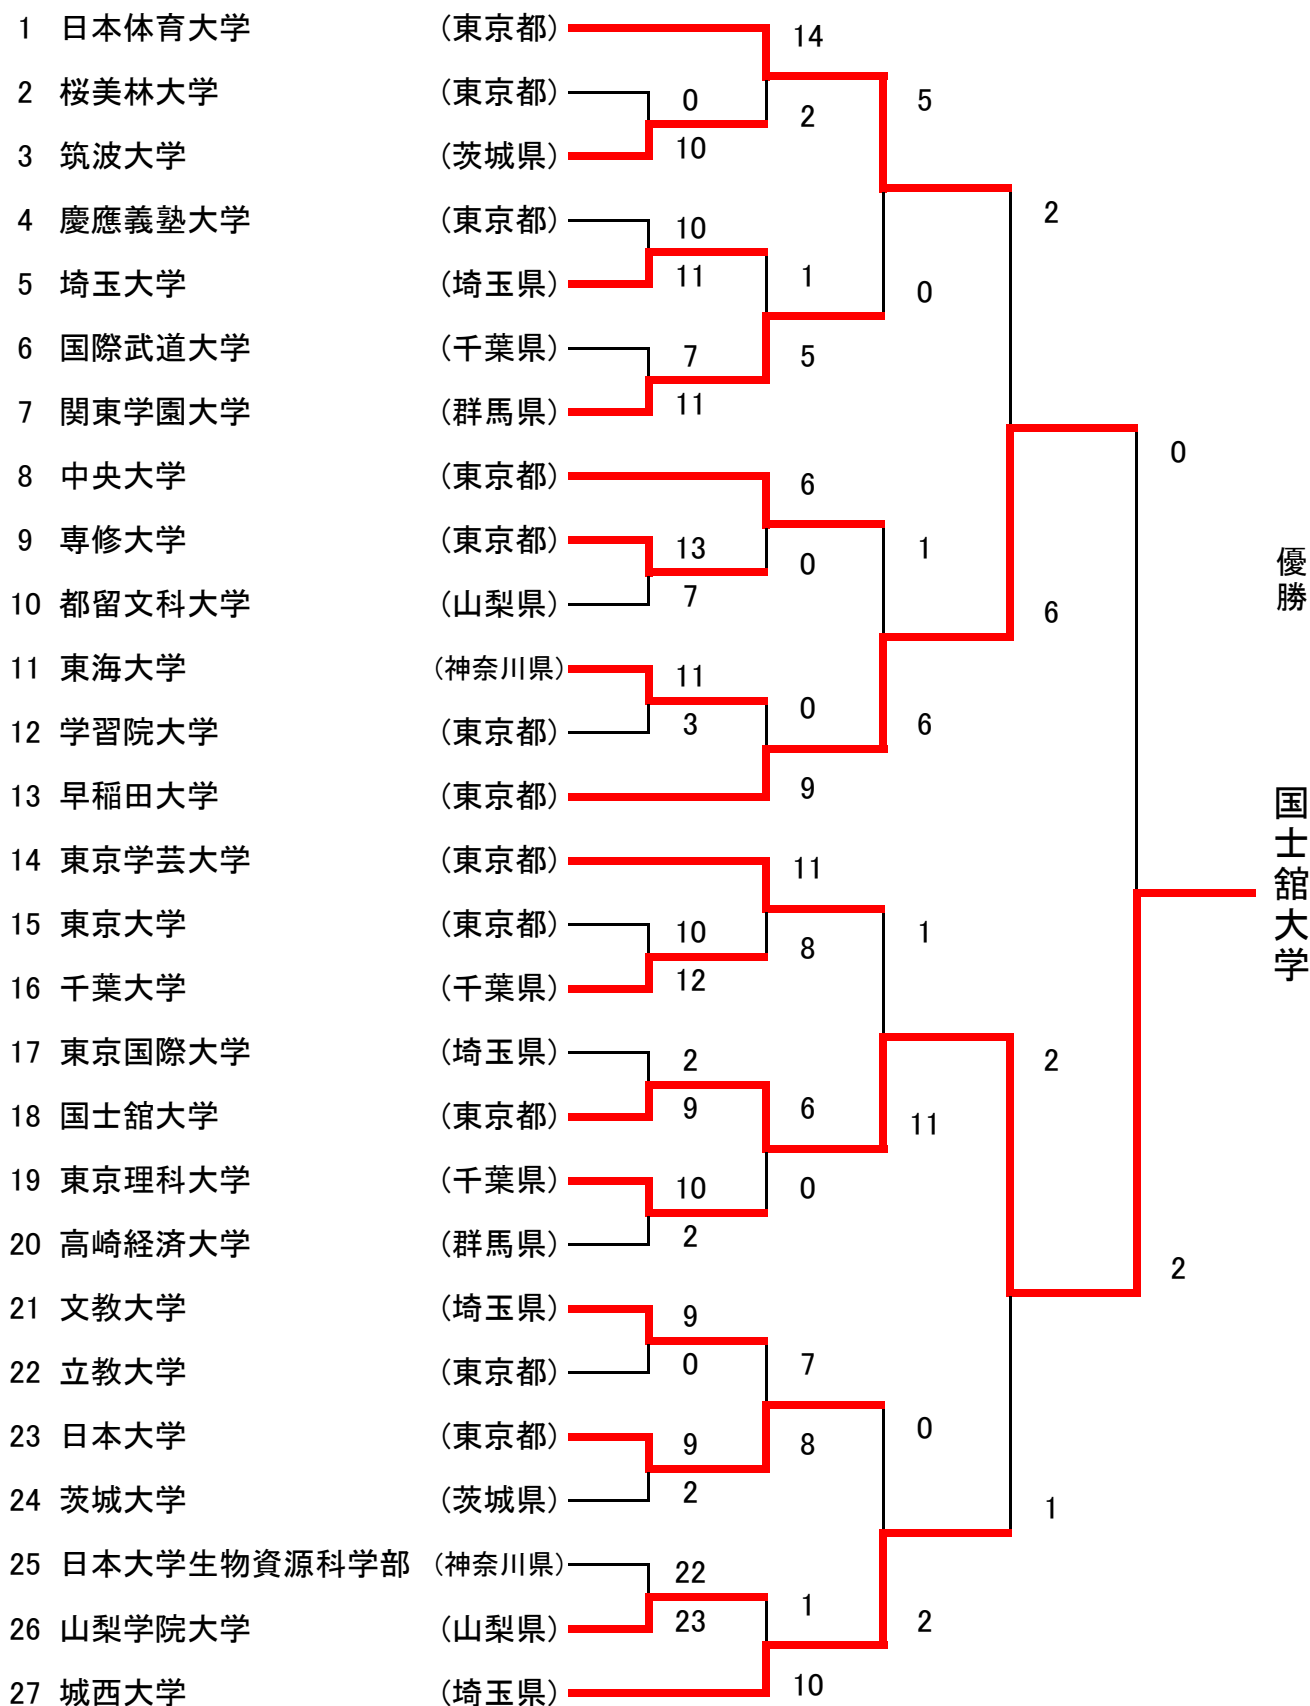 1 日本体育大学 (東京都) 14
2 桜美林大学 (東京都) 0 2 5
3 筑波大学 (茨城県) 10
4 慶應義塾大学 (東京都) 10 2
5 埼玉大学 (埼玉県) 11 1 0
6 国際武道大学 (千葉県) 7 5
7 関東学園大学 (群馬県) 11
0
8 中央大学 (東京都) 6
9 専修大学 (東京都) 13 0 1
10 都留文科大学 (山梨県) 7 6
11 東海大学 (神奈川県) 11
12 学習院大学 (東京都) 3 0 6
13 早稲田大学 (東京都) 9
14 東京学芸大学 (東京都) 11
15 東京大学 (東京都) 10 8 1
16 千葉大学 (千葉県) 12
17 東京国際大学 (埼玉県) 2 2
18 国士舘大学 (東京都) 9 6 11
19 東京理科大学 (千葉県) 10 0
20 高崎経済大学 (群馬県) 2
2
21 文教大学 (埼玉県) 9
22 立教大学 (東京都) 0 7
23 日本大学 (東京都) 9 8 0
24 茨城大学 (茨城県) 2 1
25 日本大学生物資源科学部 (神奈川県) 22
26 山梨学院大学 (山梨県) 23 1 2
27 城西大学 (埼玉県) 10
優勝
国士舘大学